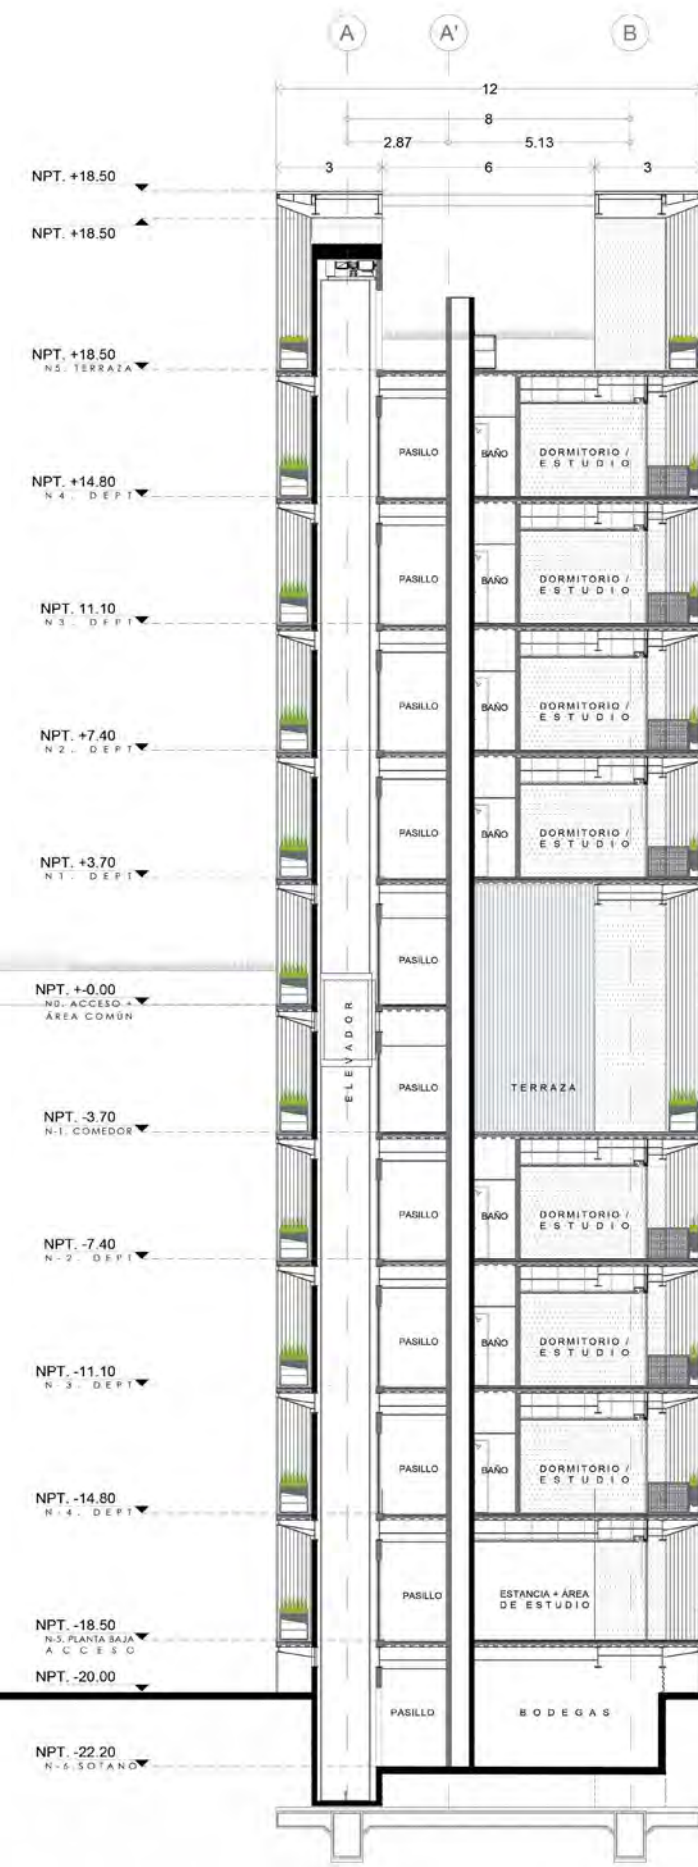 A A' B
12
8
2.87 5.13
3 6 3
NPT. +18.50
NPT. +18.50
NPT. +18.50
N5. TERRAZA
PASILLO BAÑO DORMITORIO /
ESTUDIO
NPT. +14.80
N4. DEPT
PASILLO BAÑO DORMITORIO /
ESTUDIO
NPT. 11.10
N3. DEPT
PASILLO BAÑO DORMITORIO /
ESTUDIO
NPT. +7.40
N2. DEPT
PASILLO BAÑO DORMITORIO /
ESTUDIO
NPT. +3.70
N1. DEPT
PASILLO
NPT. +-0.00
N0. ACCESO +
ÁREA COMÚN
ELEVADOR
PASILLO TERRAZA
NPT. -3.70
N-1. COMEDOR
PASILLO BAÑO DORMITORIO /
ESTUDIO
NPT. -7.40
N-2. DEPT
PASILLO BAÑO DORMITORIO /
ESTUDIO
NPT. -11.10
N-3. DEPT
PASILLO BAÑO DORMITORIO /
ESTUDIO
NPT. -14.80
N-4. DEPT
PASILLO ESTANCIA + ÁREA
DE ESTUDIO
NPT. -18.50
N-5. PLANTA BAJA
ACCESO
NPT. -20.00
PASILLO BODEGAS
NPT. -22.20
N-6. SOTANO